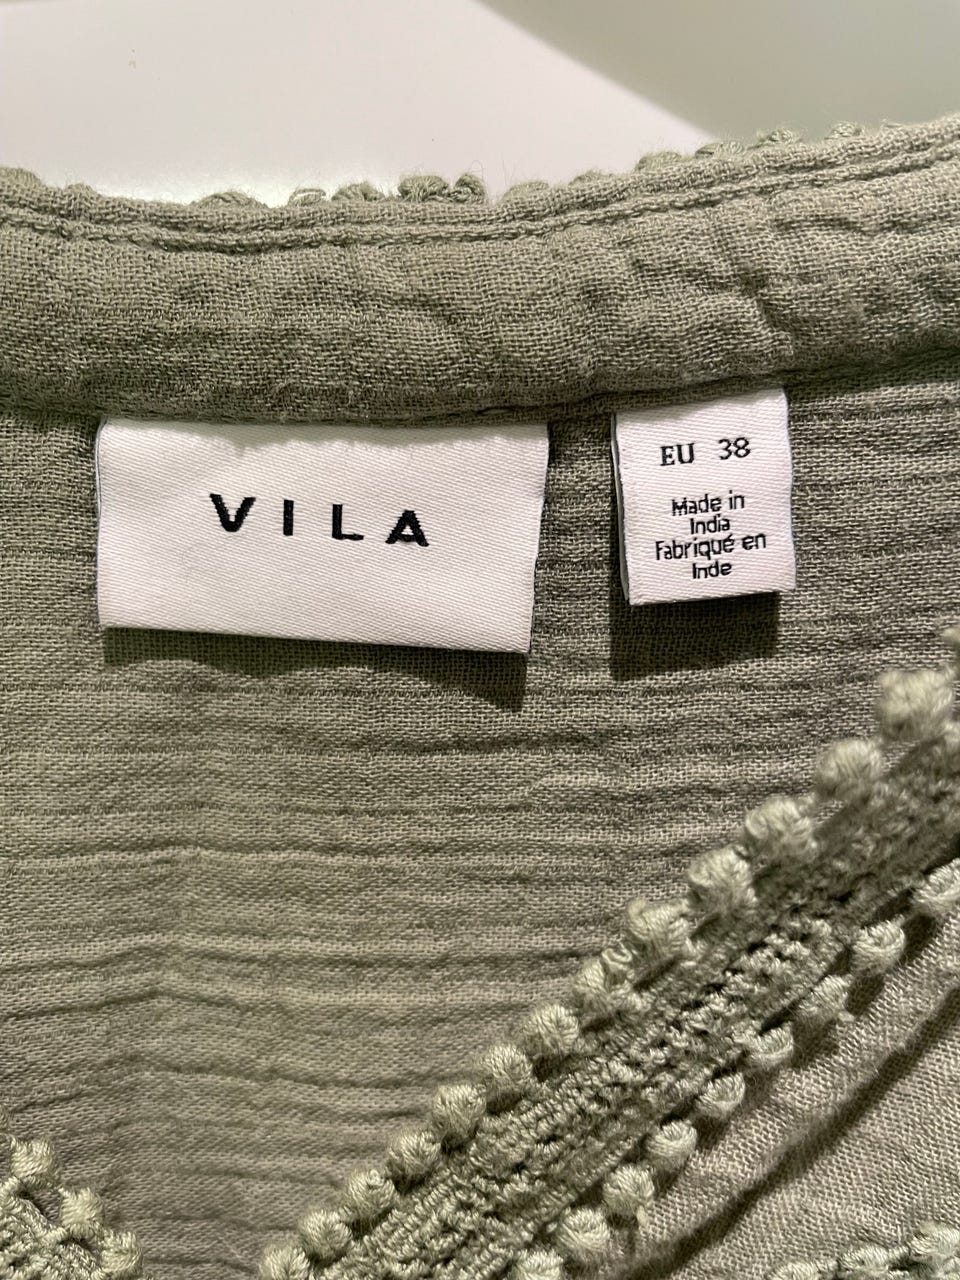 VILA
EU 38
Made in
India
Fabriqué en
Inde